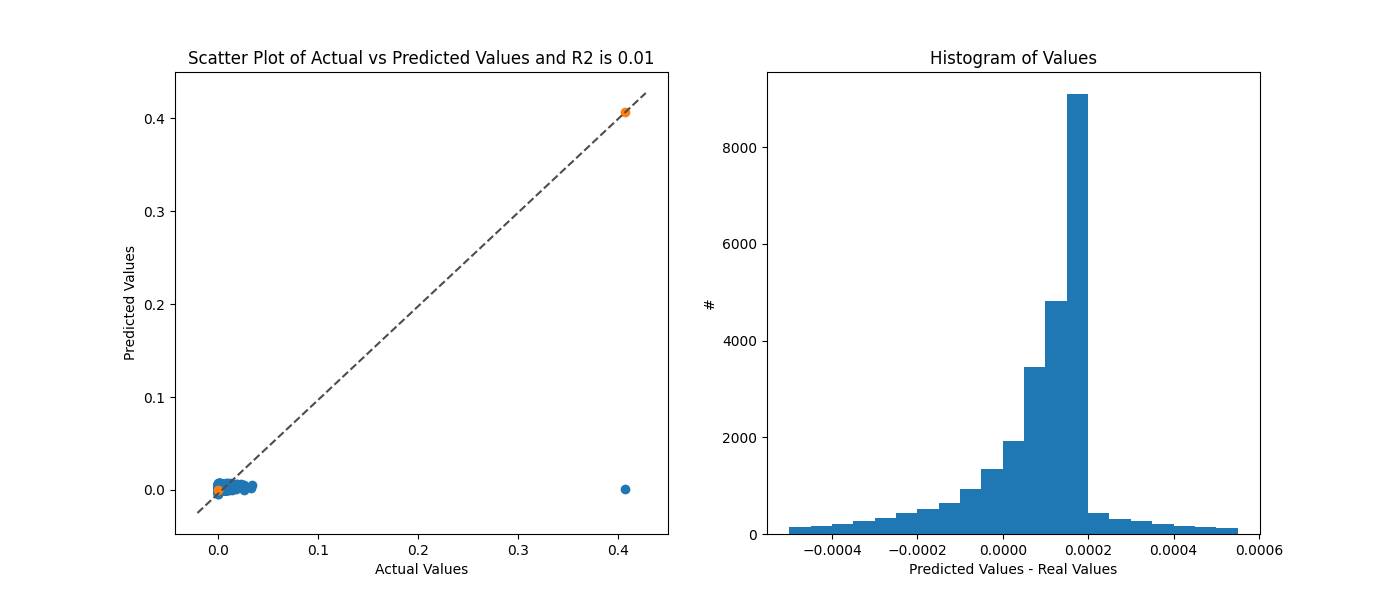 Scatter Plot of Actual vs Predicted Values and R2 is 0.01
Predicted Values
0.4
0.3
0.2
0.1
0.0
0.0 0.1 0.2 0.3 0.4
Actual Values
Histogram of Values
#
8000
6000
4000
2000
0
−0.0004 −0.0002 0.0000 0.0002 0.0004 0.0006
Predicted Values - Real Values